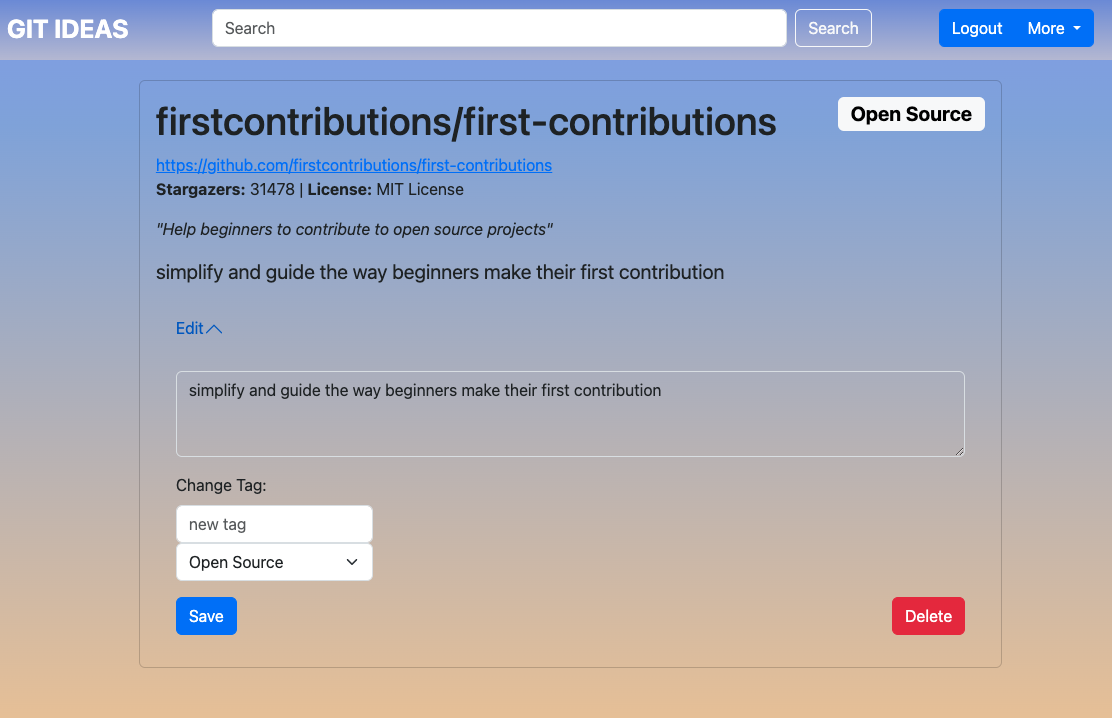 GIT IDEAS Search Search Logout More
firstcontributions/first-contributions Open Source
https://github.com/firstcontributions/first-contributions
Stargazers: 31478 | License: MIT License
"Help beginners to contribute to open source projects"
simplify and guide the way beginners make their first contribution
Edit
simplify and guide the way beginners make their first contribution
Change Tag:
new tag
Open Source
Save Delete